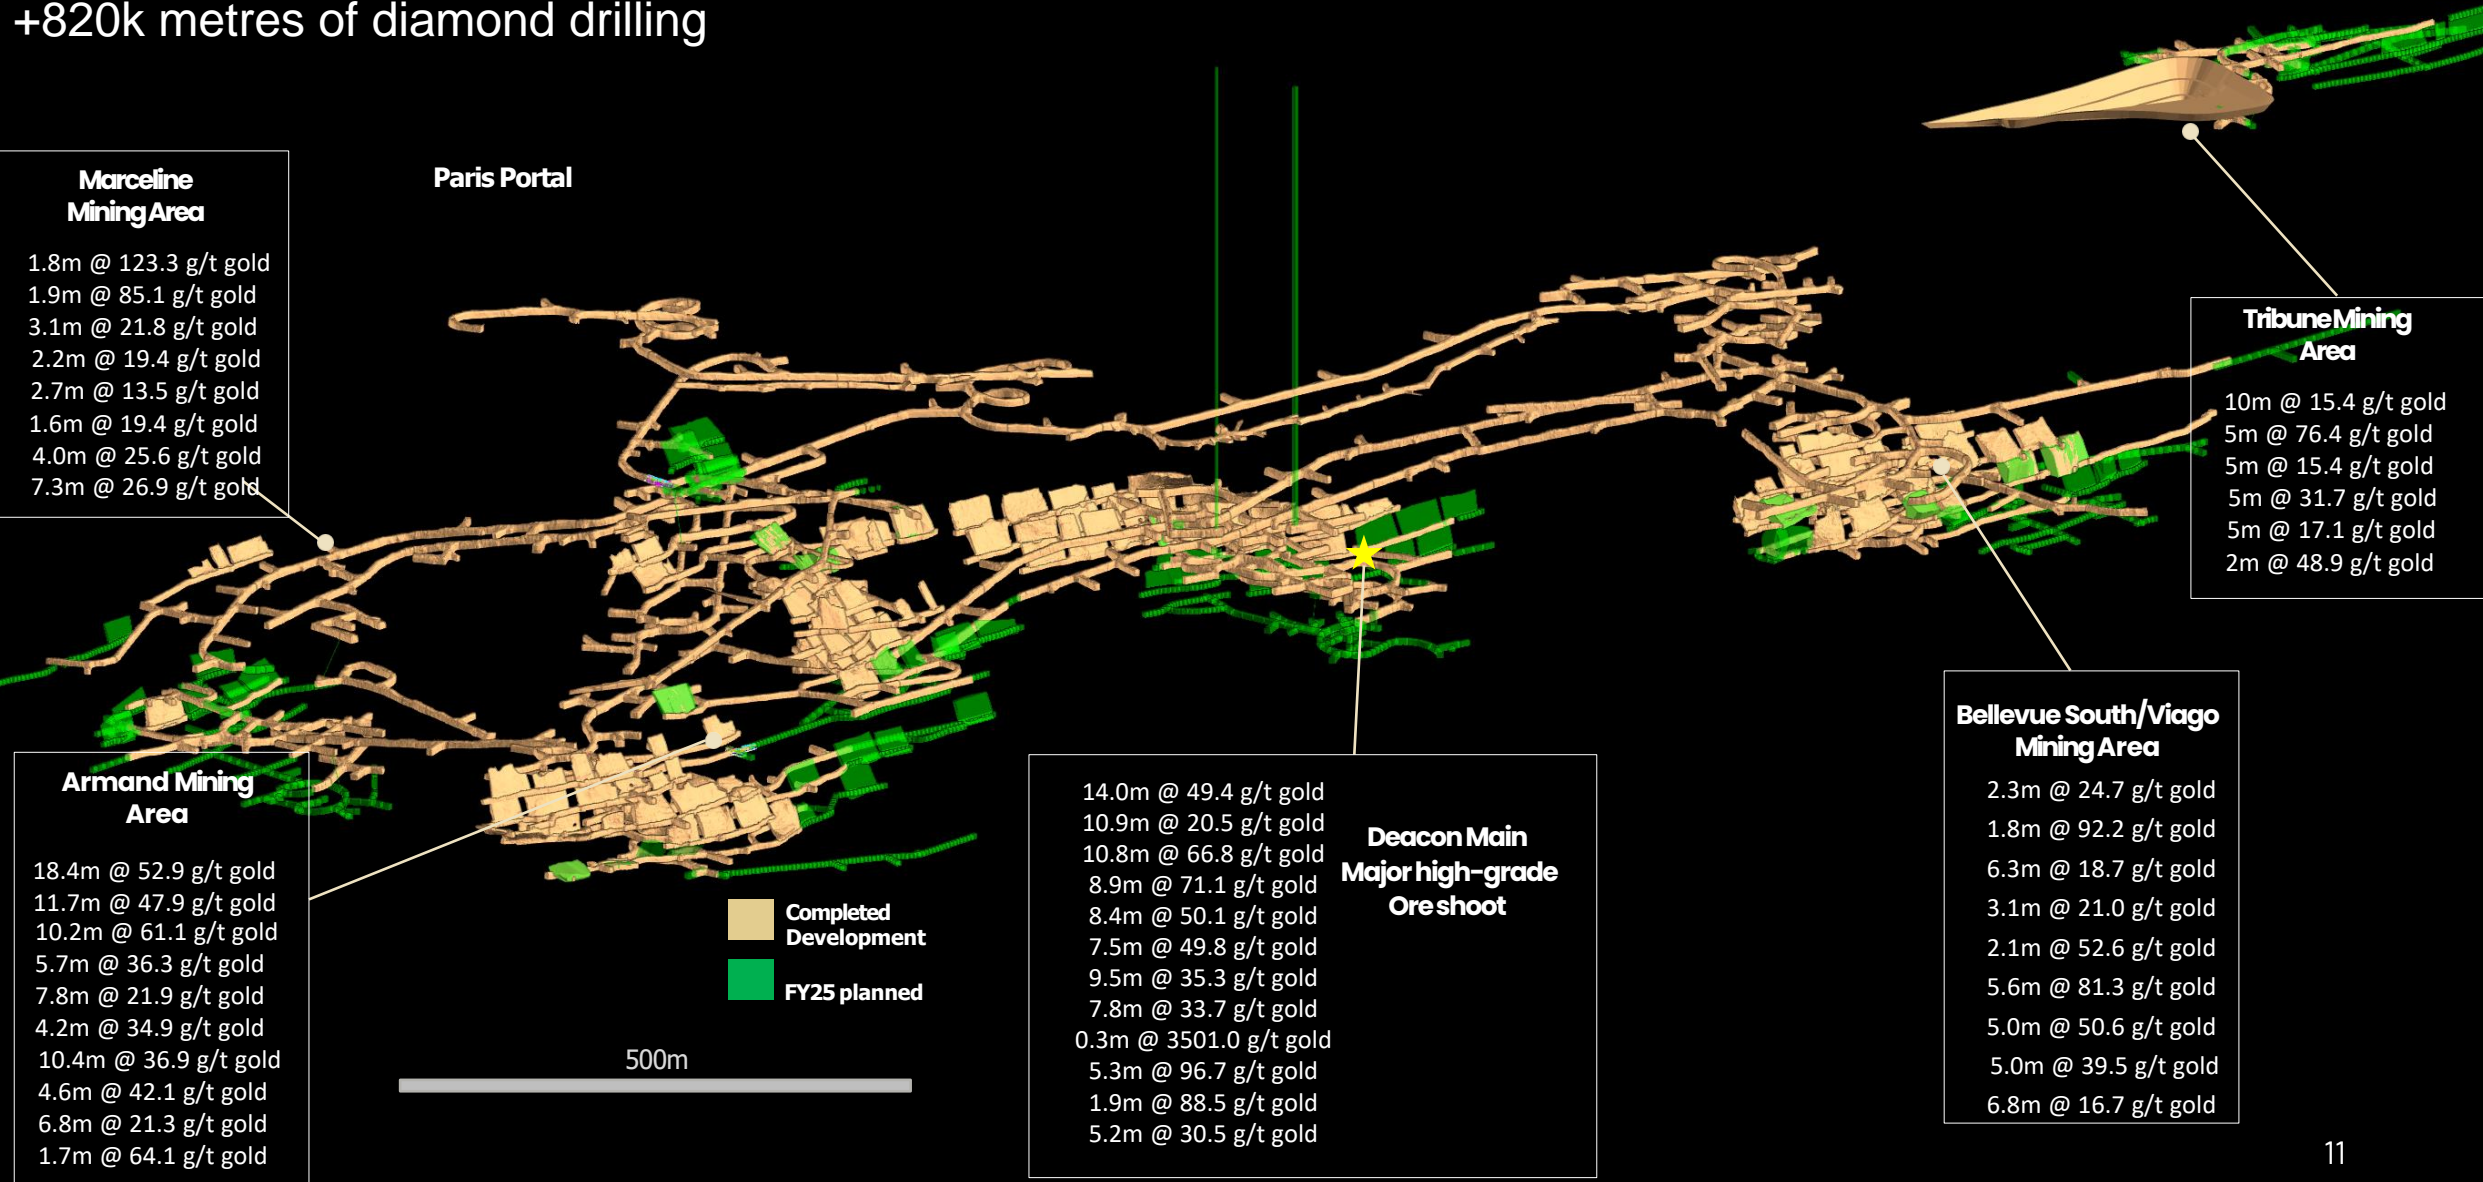 +820k metres of diamond drilling
Paris Portal
Marceline
Mining Area
1.8m @ 123.3 g/t gold
1.9m @ 85.1 g/t gold
3.1m @ 21.8 g/t gold
2.2m @ 19.4 g/t gold
2.7m @ 13.5 g/t gold
1.6m @ 19.4 g/t gold
4.0m @ 25.6 g/t gold
7.3m @ 26.9 g/t gold
Tribune Mining
Area
10m @ 15.4 g/t gold
5m @ 76.4 g/t gold
5m @ 15.4 g/t gold
5m @ 31.7 g/t gold
5m @ 17.1 g/t gold
2m @ 48.9 g/t gold
Armand Mining
Area
18.4m @ 52.9 g/t gold
11.7m @ 47.9 g/t gold
10.2m @ 61.1 g/t gold
5.7m @ 36.3 g/t gold
7.8m @ 21.9 g/t gold
4.2m @ 34.9 g/t gold
10.4m @ 36.9 g/t gold
4.6m @ 42.1 g/t gold
6.8m @ 21.3 g/t gold
1.7m @ 64.1 g/t gold
Completed
Development
FY25 planned
500m
14.0m @ 49.4 g/t gold
10.9m @ 20.5 g/t gold
10.8m @ 66.8 g/t gold
8.9m @ 71.1 g/t gold
8.4m @ 50.1 g/t gold
7.5m @ 49.8 g/t gold
9.5m @ 35.3 g/t gold
7.8m @ 33.7 g/t gold
0.3m @ 3501.0 g/t gold
5.3m @ 96.7 g/t gold
1.9m @ 88.5 g/t gold
5.2m @ 30.5 g/t gold
Deacon Main
Major high-grade
Ore shoot
Bellevue South/Viago
Mining Area
2.3m @ 24.7 g/t gold
1.8m @ 92.2 g/t gold
6.3m @ 18.7 g/t gold
3.1m @ 21.0 g/t gold
2.1m @ 52.6 g/t gold
5.6m @ 81.3 g/t gold
5.0m @ 50.6 g/t gold
5.0m @ 39.5 g/t gold
6.8m @ 16.7 g/t gold
11